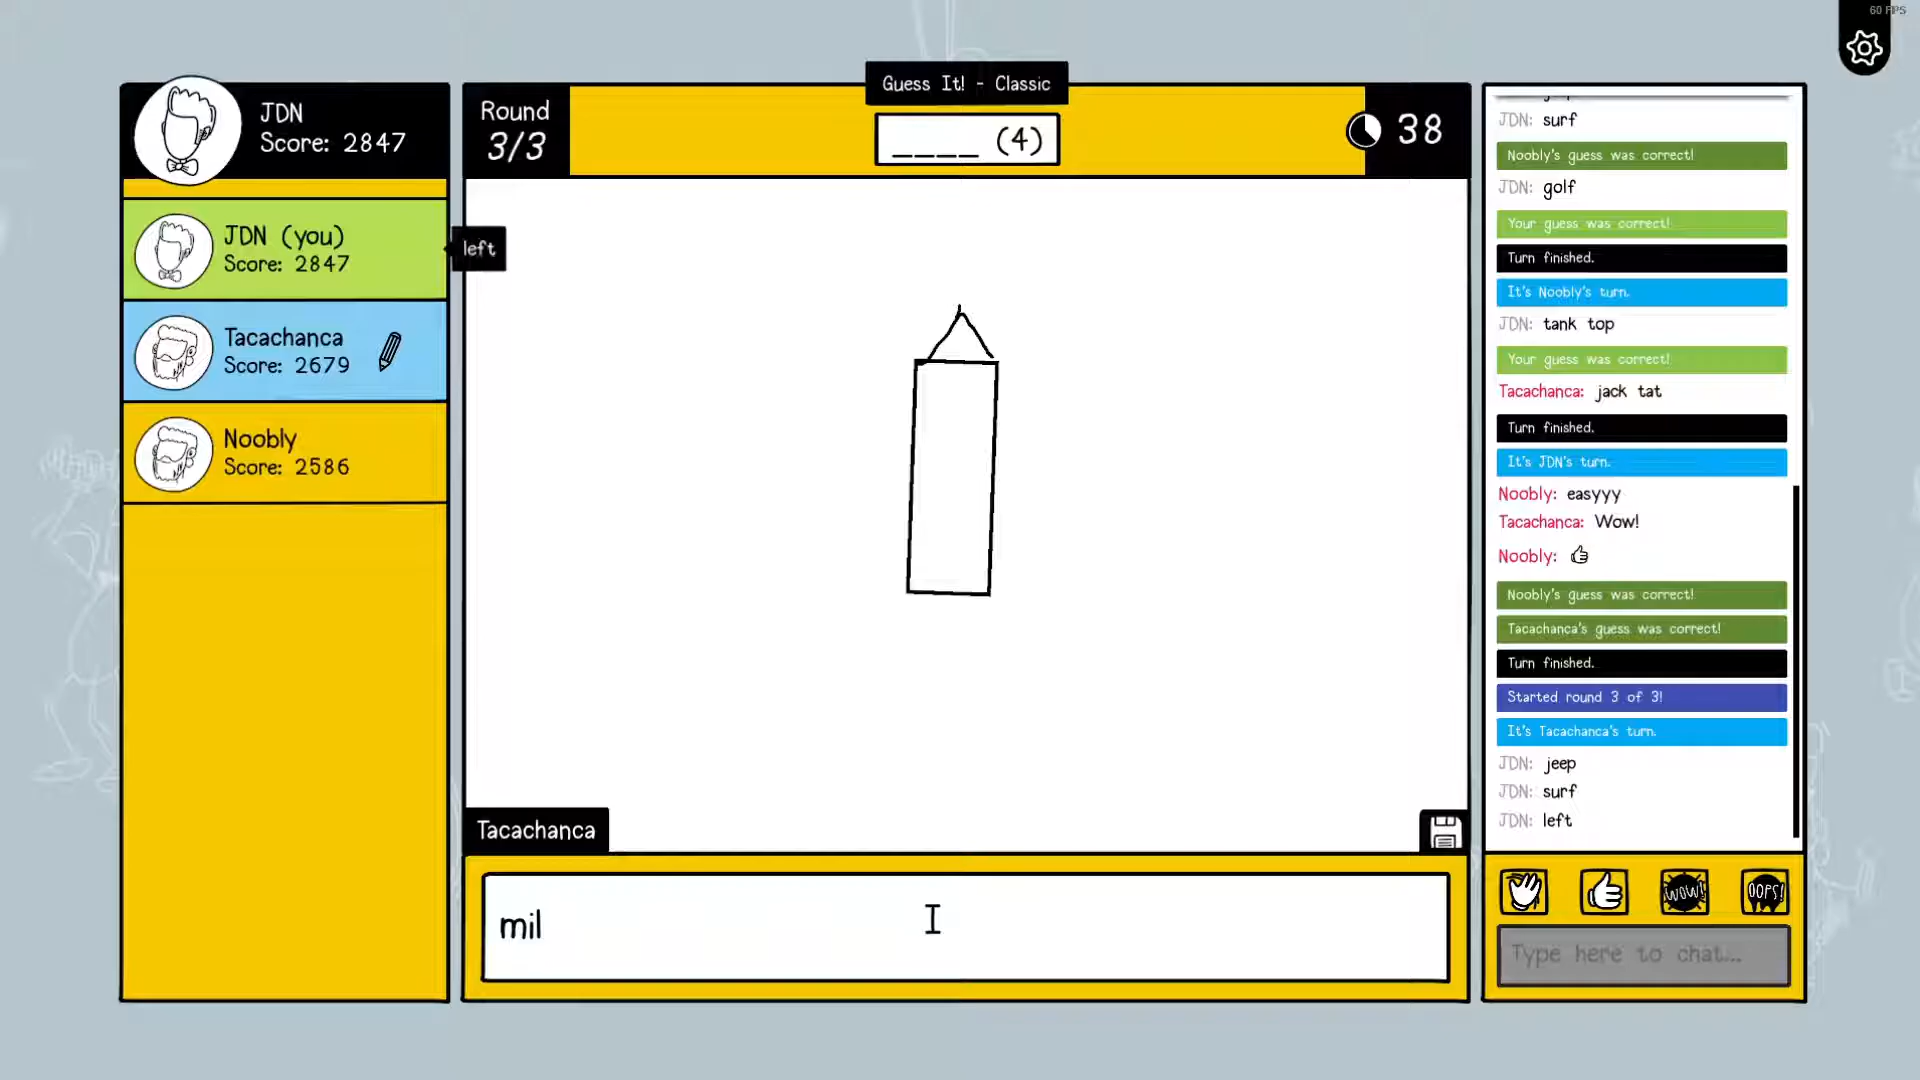 60 FPS
Guess It! - Classic
____ (4)
JDN
Score: 2847
Round
3/3
38
JDN (you)
Score: 2847
left
Tacachanca
Score: 2679
Noobly
Score: 2586
JDN: surf
Noobly's guess was correct!
JDN: golf
Your guess was correct!
Turn finished.
It's Noobly's turn.
JDN: tank top
Your guess was correct!
Tacachanca: jack tat
Turn finished.
It's JDN's turn.
Noobly: easyyy
Tacachanca: Wow!
Noobly:
Noobly's guess was correct!
Tacachanca's guess was correct!
Turn finished.
Started round 3 of 3!
It's Tacachanca's turn.
JDN: jeep
JDN: surf
JDN: left
Tacachanca
mil
WOW!
OOPS!
Type here to chat...